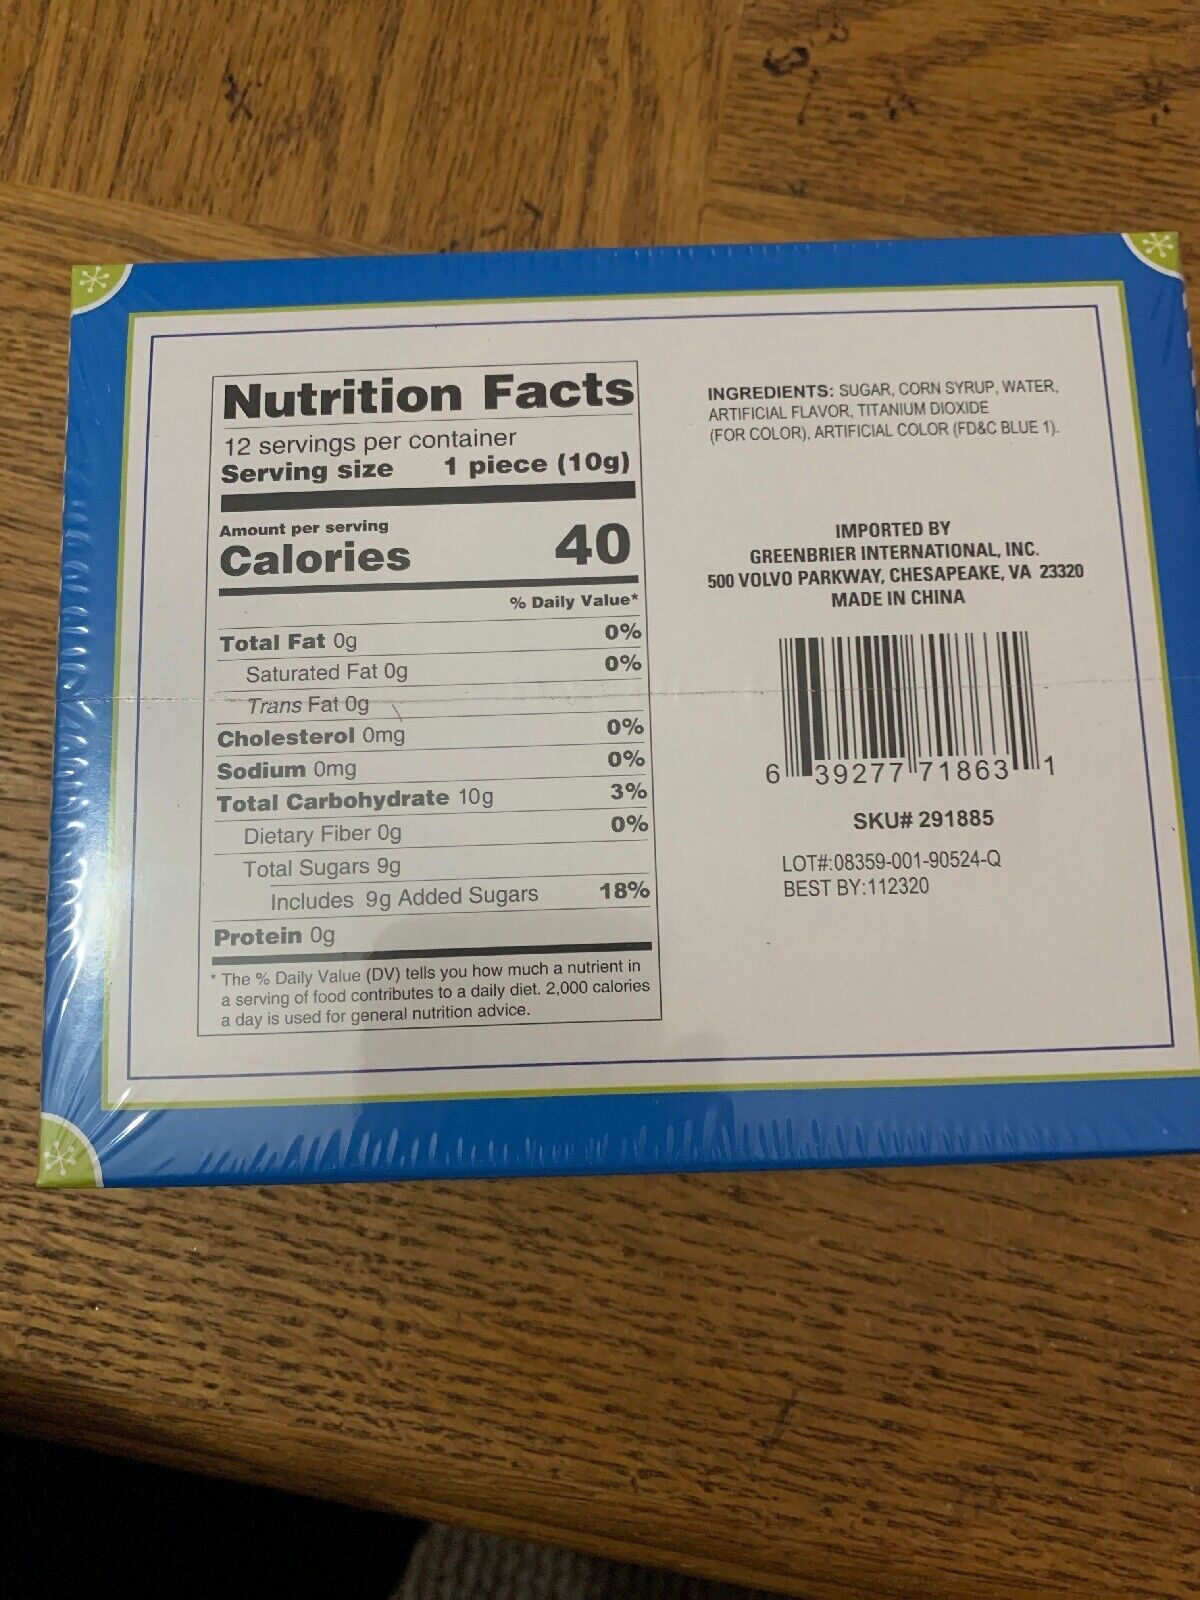 Nutrition Facts
12 servings per container
Serving size 1 piece (10g)
Amount per serving
Calories 40
% Daily Value*
Total Fat 0g 0%
Saturated Fat 0g 0%
Trans Fat 0g
Cholesterol 0mg 0%
Sodium 0mg 0%
Total Carbohydrate 10g 3%
Dietary Fiber 0g 0%
Total Sugars 9g
Includes 9g Added Sugars 18%
Protein 0g
* The % Daily Value (DV) tells you how much a nutrient in
a serving of food contributes to a daily diet. 2,000 calories
a day is used for general nutrition advice.
INGREDIENTS: SUGAR, CORN SYRUP, WATER,
ARTIFICIAL FLAVOR, TITANIUM DIOXIDE
(FOR COLOR), ARTIFICIAL COLOR (FD&C BLUE 1).
IMPORTED BY
GREENBRIER INTERNATIONAL, INC.
500 VOLVO PARKWAY, CHESAPEAKE, VA 23320
MADE IN CHINA
6 39277 71863 1
SKU# 291885
LOT#:08359-001-90524-Q
BEST BY:112320